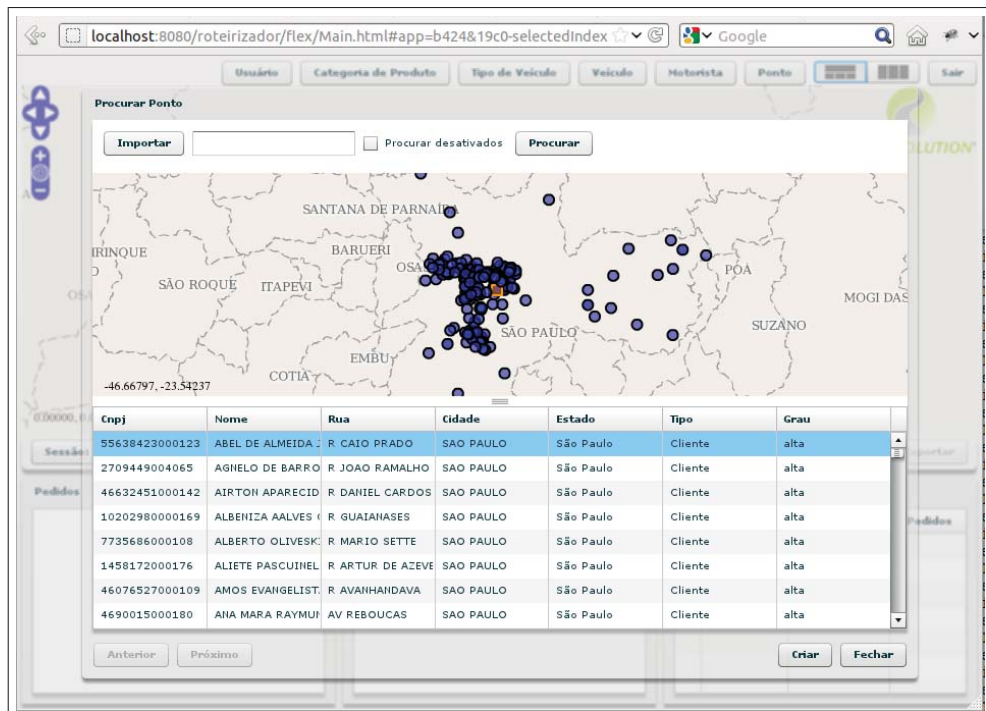 localhost:8080/roteirizador/flex/Main.html#app=b424&19c0-selectedIndex
Google
Usuário Categoria de Produto Tipo de Veículo Veículo Motorista Ponto Sair
Procurar Ponto
Importar Procurar desativados Procurar
LUTION
SANTANA DE PARNAÍBA
IRINQUE BARUERI
OSA
SÃO ROQUE ITAPEVI POÁ
MOGI DAS
SÃO PAULO SUZANO
EMBU
COTIA
-46.66797, -23.54237
0.00000,
Cnpj Nome Rua Cidade Estado Tipo Grau
55638423000123 ABEL DE ALMEIDA R CAIO PRADO SAO PAULO São Paulo Cliente alta
2709449004065 AGNELO DE BARRO R JOAO RAMALHO SAO PAULO São Paulo Cliente alta
46632451000142 AIRTON APARECID R DANIEL CARDOS SAO PAULO São Paulo Cliente alta
10202980000169 ALBENIZA AALVES R GUAIANASES SAO PAULO São Paulo Cliente alta
7735686000108 ALBERTO OLIVESK R MARIO SETTE SAO PAULO São Paulo Cliente alta
1458172000176 ALIETE PASCUINEL R ARTUR DE AZEVE SAO PAULO São Paulo Cliente alta
46076527000109 AMOS EVANGELIST R AVANHANDAVA SAO PAULO São Paulo Cliente alta
4690015000180 ANA MARA RAYMUN AV REBOUCAS SAO PAULO São Paulo Cliente alta
Sessão:
Pedidos Pedidos
Anterior Próximo Criar Fechar